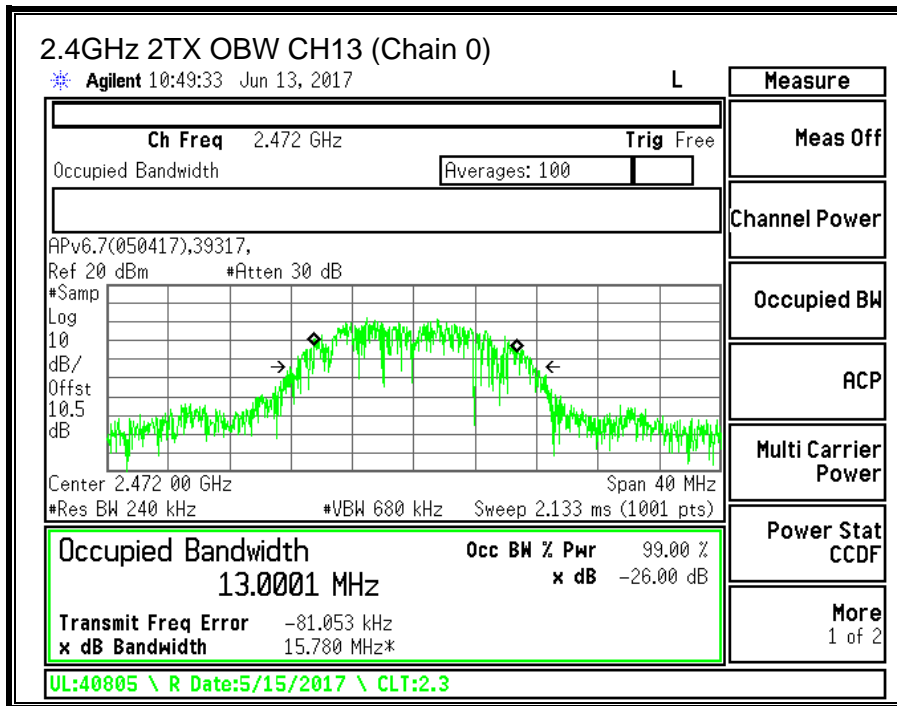 2.4GHz 2TX OBW CH13 (Chain 0)
Agilent 10:49:33 Jun 13, 2017 L
Measure
Ch Freq 2.472 GHz Trig Free
Meas Off
Occupied Bandwidth Averages: 100
Channel Power
APv6.7(050417),39317,
Ref 20 dBm #Atten 30 dB
#Samp
Log
10
dB/
Offst
10.5
dB
Occupied BW
ACP
Multi Carrier
Power
Center 2.472 00 GHz Span 40 MHz
#Res BW 240 kHz #VBW 680 kHz Sweep 2.133 ms (1001 pts)
Power Stat
CCDF
Occupied Bandwidth Occ BW % Pwr 99.00 %
13.0001 MHz x dB -26.00 dB
Transmit Freq Error -81.053 kHz
x dB Bandwidth 15.780 MHz*
More
1 of 2
UL:40805 \ R Date:5/15/2017 \ CLT:2.3